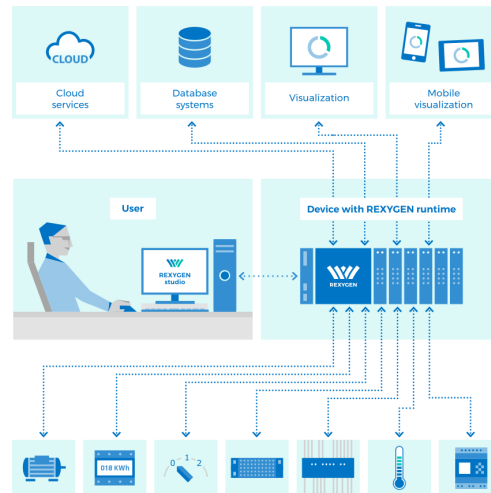 CLOUD
Cloud
services
Database
systems
Visualization
Mobile
visualization
User
Device with REXYGEN runtime
REXYGEN
studio
REXYGEN
018 KWh
0 1 2